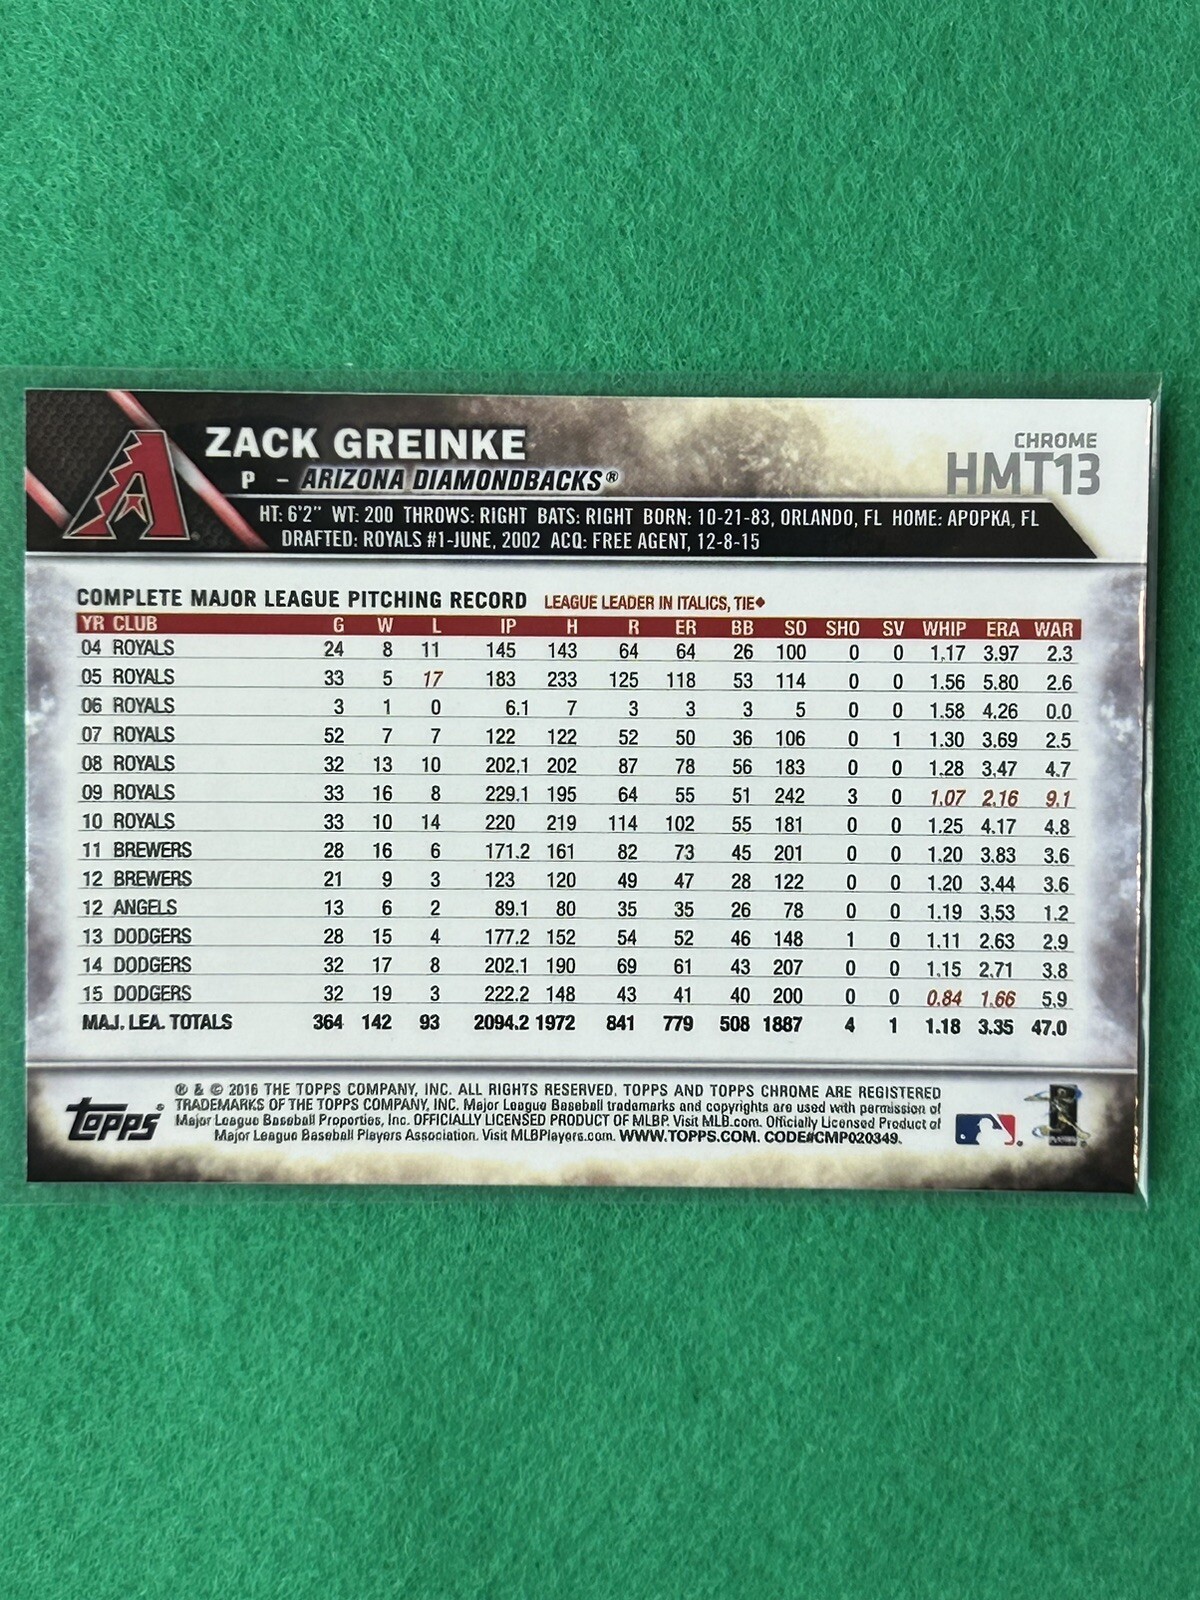 ZACK GREINKE
CHROME
HMT13
P – ARIZONA DIAMONDBACKS®
HT: 6'2" WT: 200 THROWS: RIGHT BATS: RIGHT BORN: 10-21-83, ORLANDO, FL HOME: APOPKA, FL
DRAFTED: ROYALS #1-JUNE, 2002 ACQ: FREE AGENT, 12-8-15
COMPLETE MAJOR LEAGUE PITCHING RECORD LEAGUE LEADER IN ITALICS, TIE♦
YR CLUB G W L IP H R ER BB SO SHO SV WHIP ERA WAR
04 ROYALS 24 8 11 145 143 64 64 26 100 0 0 1.17 3.97 2.3
05 ROYALS 33 5 17 183 233 125 118 53 114 0 0 1.56 5.80 2.6
06 ROYALS 3 1 0 6.1 7 3 3 3 5 0 0 1.58 4.26 0.0
07 ROYALS 52 7 7 122 122 52 50 36 106 0 1 1.30 3.69 2.5
08 ROYALS 32 13 10 202.1 202 87 78 56 183 0 0 1.28 3.47 4.7
09 ROYALS 33 16 8 229.1 195 64 55 51 242 3 0 1.07 2.16 9.1
10 ROYALS 33 10 14 220 219 114 102 55 181 0 0 1.25 4.17 4.8
11 BREWERS 28 16 6 171.2 161 82 73 45 201 0 0 1.20 3.83 3.6
12 BREWERS 21 9 3 123 120 49 47 28 122 0 0 1.20 3.44 3.6
12 ANGELS 13 6 2 89.1 80 35 35 26 78 0 0 1.19 3.53 1.2
13 DODGERS 28 15 4 177.2 152 54 52 46 148 1 0 1.11 2.63 2.9
14 DODGERS 32 17 8 202.1 190 69 61 43 207 0 0 1.15 2.71 3.8
15 DODGERS 32 19 3 222.2 148 43 41 40 200 0 0 0.84 1.66 5.9
MAJ. LEA. TOTALS 364 142 93 2094.2 1972 841 779 508 1887 4 1 1.18 3.35 47.0
topps®
® & © 2016 THE TOPPS COMPANY, INC. ALL RIGHTS RESERVED. TOPPS AND TOPPS CHROME ARE REGISTERED
TRADEMARKS OF THE TOPPS COMPANY, INC. Major League Baseball trademarks and copyrights are used with permission of
Major League Baseball Properties, Inc. OFFICIALLY LICENSED PRODUCT OF MLBP. Visit MLB.com. Officially Licensed Product of
Major League Baseball Players Association. Visit MLBPlayers.com. WWW.TOPPS.COM. CODE#CMP020349.